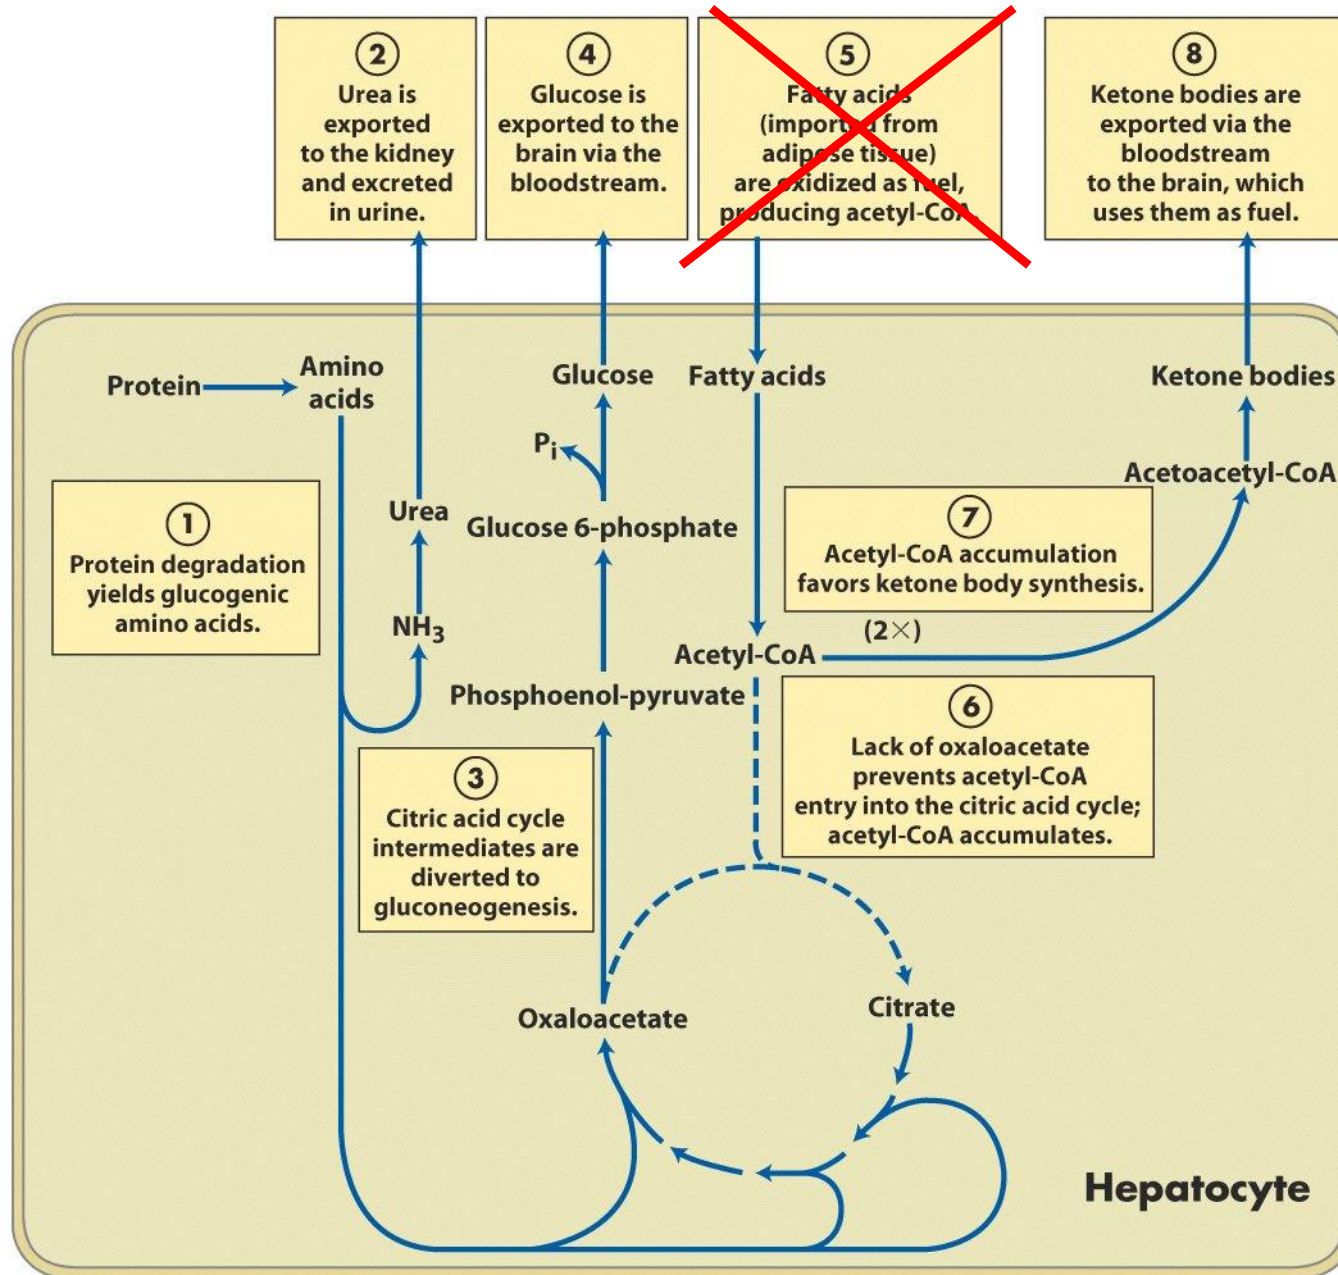 2
Urea is
exported
to the kidney
and excreted
in urine.
4
Glucose is
exported to the
brain via the
bloodstream.
5
Fatty acids
(imported from
adipose tissue)
are oxidized as fuel,
producing acetyl-CoA.
8
Ketone bodies are
exported via the
bloodstream
to the brain, which
uses them as fuel.
Protein
Amino
acids
Glucose
Fatty acids
Ketone bodies
Pi
Acetoacetyl-CoA
1
Protein degradation
yields glucogenic
amino acids.
Urea
Glucose 6-phosphate
7
Acetyl-CoA accumulation
favors ketone body synthesis.
NH3
(2×)
Acetyl-CoA
Phosphoenol-pyruvate
6
Lack of oxaloacetate
prevents acetyl-CoA
entry into the citric acid cycle;
acetyl-CoA accumulates.
3
Citric acid cycle
intermediates are
diverted to
gluconeogenesis.
Oxaloacetate
Citrate
Hepatocyte